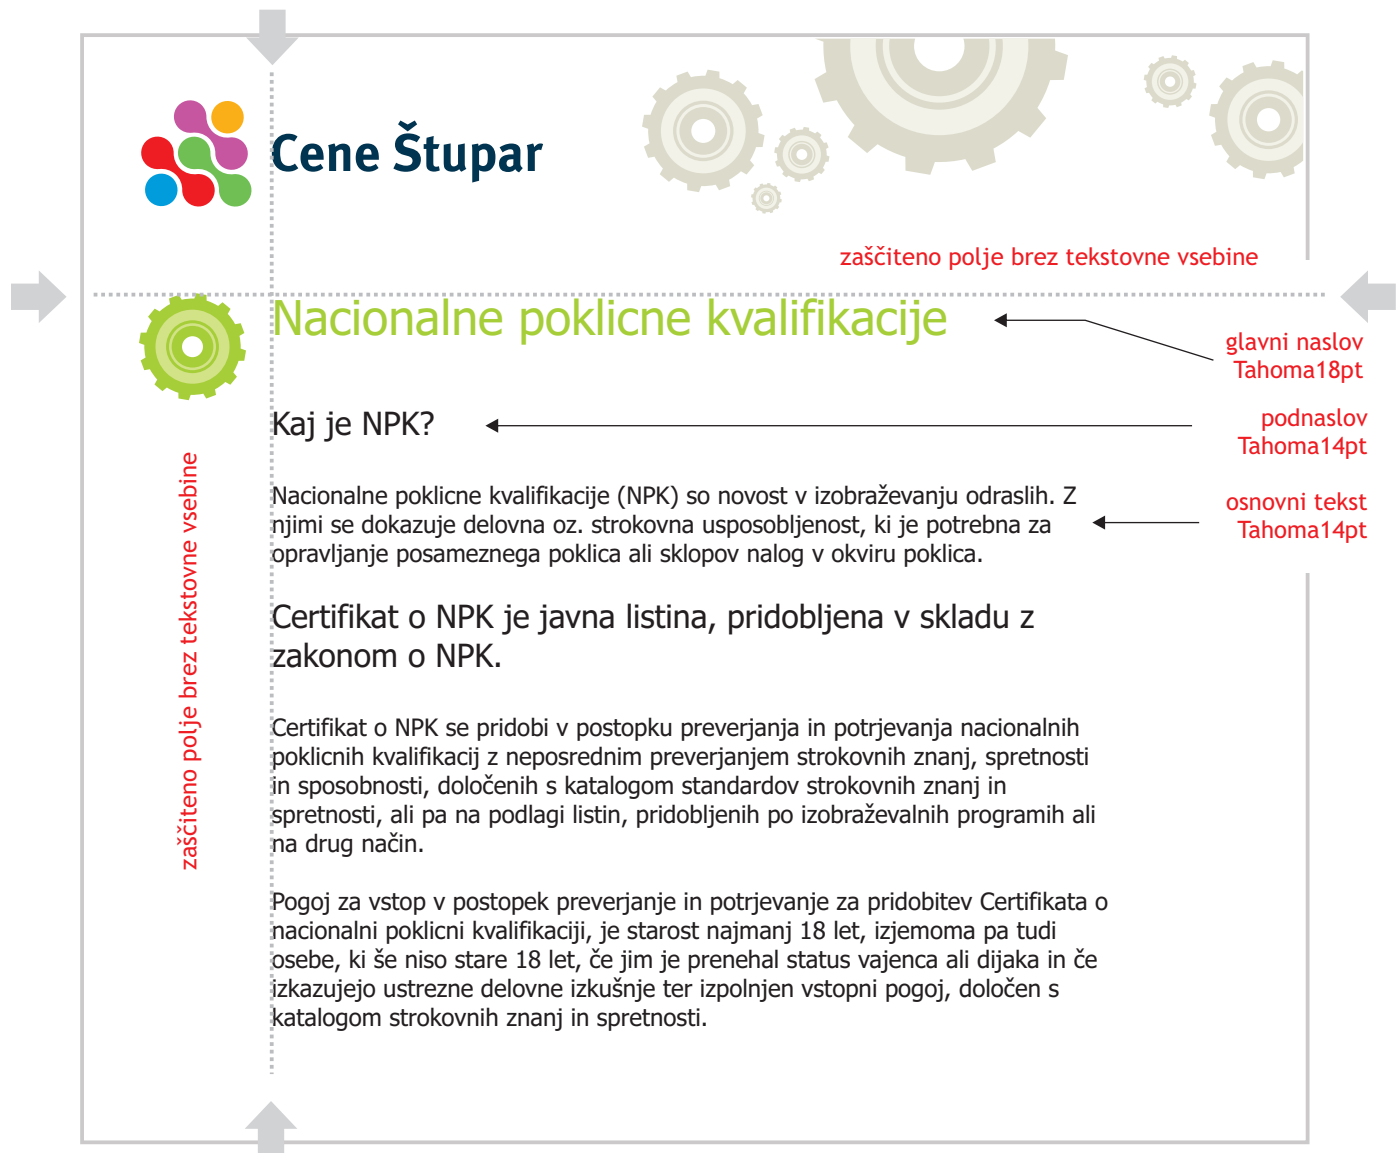 Cene Štupar
zaščiteno polje brez tekstovne vsebine
Nacionalne poklicne kvalifikacije
glavni naslov
Tahoma18pt
Kaj je NPK?
podnaslov
Tahoma14pt
zaščiteno polje brez tekstovne vsebine
Nacionalne poklicne kvalifikacije (NPK) so novost v izobraževanju odraslih. Z
njimi se dokazuje delovna oz. strokovna usposobljenost, ki je potrebna za
opravljanje posameznega poklica ali sklopov nalog v okviru poklica.
osnovni tekst
Tahoma14pt
Certifikat o NPK je javna listina, pridobljena v skladu z
zakonom o NPK.
Certifikat o NPK se pridobi v postopku preverjanja in potrjevanja nacionalnih
poklicnih kvalifikacij z neposrednim preverjanjem strokovnih znanj, spretnosti
in sposobnosti, določenih s katalogom standardov strokovnih znanj in
spretnosti, ali pa na podlagi listin, pridobljenih po izobraževalnih programih ali
na drug način.
Pogoj za vstop v postopek preverjanje in potrjevanje za pridobitev Certifikata o
nacionalni poklicni kvalifikaciji, je starost najmanj 18 let, izjemoma pa tudi
osebe, ki še niso stare 18 let, če jim je prenehal status vajenca ali dijaka in če
izkazujejo ustrezne delovne izkušnje ter izpolnjen vstopni pogoj, določen s
katalogom strokovnih znanj in spretnosti.